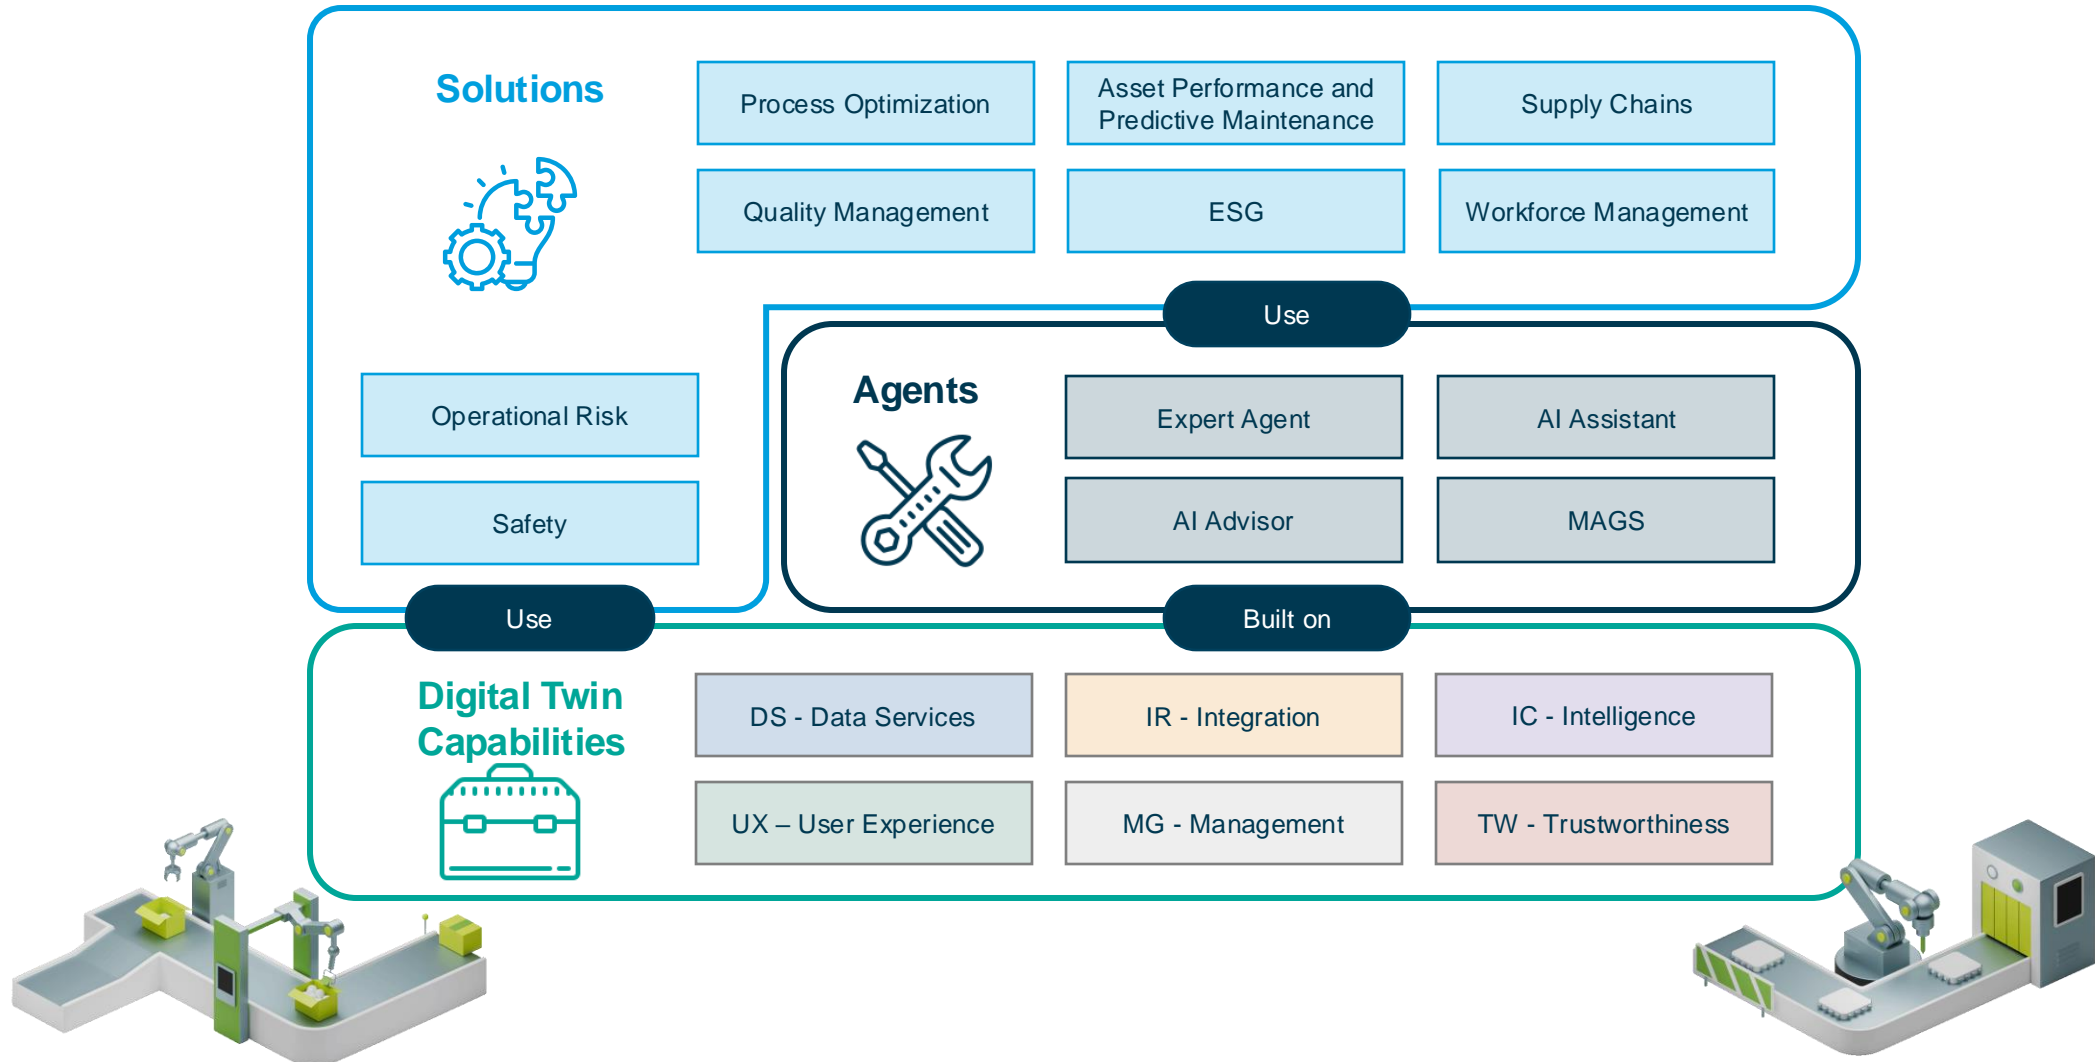 Solutions
Process Optimization
Asset Performance and
Predictive Maintenance
Supply Chains
Quality Management
ESG
Workforce Management
Use
Operational Risk
Safety
Agents
Expert Agent
AI Assistant
AI Advisor
MAGS
Use
Built on
Digital Twin
Capabilities
DS - Data Services
IR - Integration
IC - Intelligence
UX – User Experience
MG - Management
TW - Trustworthiness